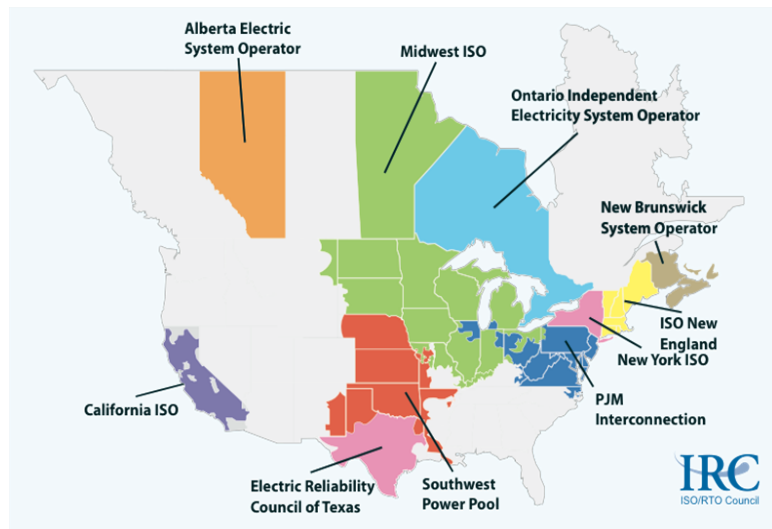 Alberta Electric
System Operator
Midwest ISO
Ontario Independent
Electricity System Operator
New Brunswick
System Operator
ISO New
England
New York ISO
PJM
Interconnection
California ISO
Electric Reliability
Council of Texas
Southwest
Power Pool
IRC
ISO/RTO Council